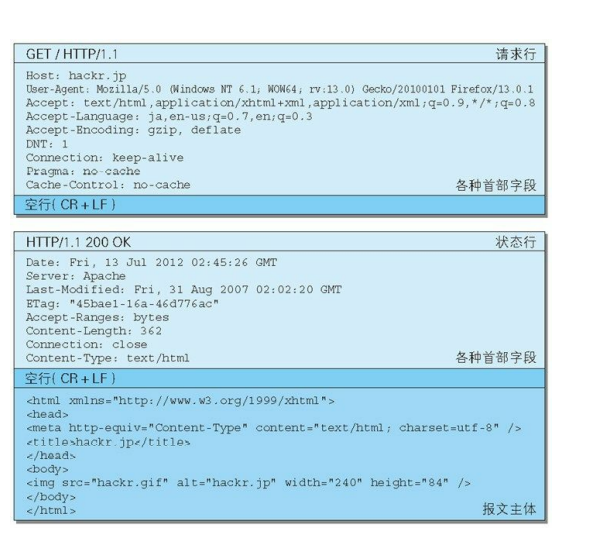 GET / HTTP/1.1 请求行
Host: hackr.jp
User-Agent: Mozilla/5.0 (Windows NT 6.1; WOW64; rv:13.0) Gecko/20100101 Firefox/13.0.1
Accept: text/html,application/xhtml+xml,application/xml;q=0.9,*/*;q=0.8
Accept-Language: ja,en-us;q=0.7,en;q=0.3
Accept-Encoding: gzip, deflate
DNT: 1
Connection: keep-alive
Pragma: no-cache
Cache-Control: no-cache 各种首部字段
空行( CR + LF )
HTTP/1.1 200 OK 状态行
Date: Fri, 13 Jul 2012 02:45:26 GMT
Server: Apache
Last-Modified: Fri, 31 Aug 2007 02:02:20 GMT
ETag: "45bae1-16a-46d776ac"
Accept-Ranges: bytes
Content-Length: 362
Connection: close
Content-Type: text/html 各种首部字段
空行( CR + LF )
<html xmlns="http://www.w3.org/1999/xhtml">
<head>
<meta http-equiv="Content-Type" content="text/html; charset=utf-8" />
<title>hackr.jp</title>
</head>
<body>
<img src="hackr.gif" alt="hackr.jp" width="240" height="84" />
</body>
</html> 报文主体